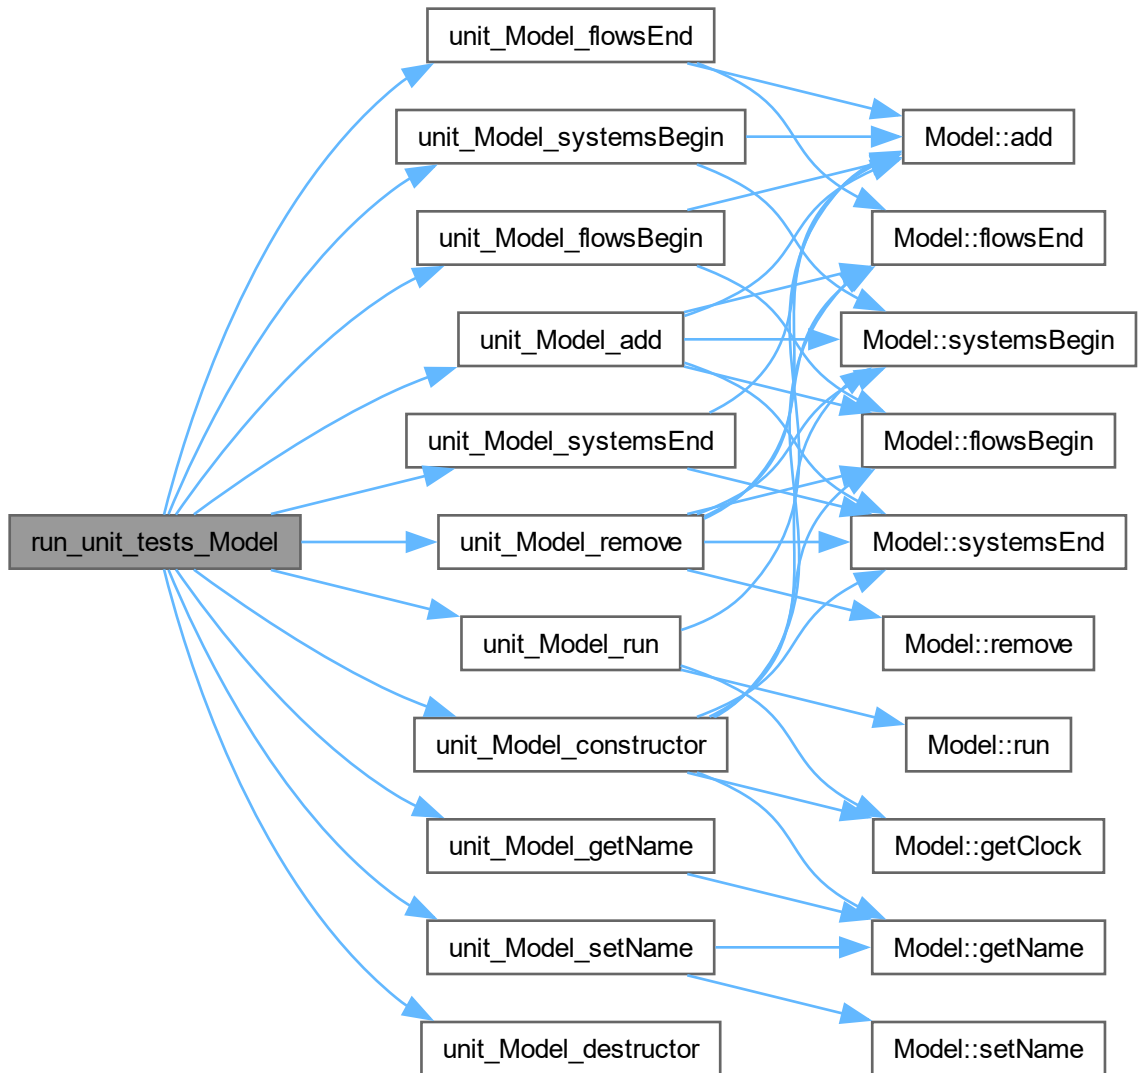 unit_Model_flowsEnd
unit_Model_systemsBegin
Model::add
unit_Model_flowsBegin
Model::flowsEnd
unit_Model_add
Model::systemsBegin
unit_Model_systemsEnd
Model::flowsBegin
run_unit_tests_Model
unit_Model_remove
Model::systemsEnd
unit_Model_run
Model::remove
unit_Model_constructor
Model::run
unit_Model_getName
Model::getClock
unit_Model_setName
Model::getName
unit_Model_destructor
Model::setName